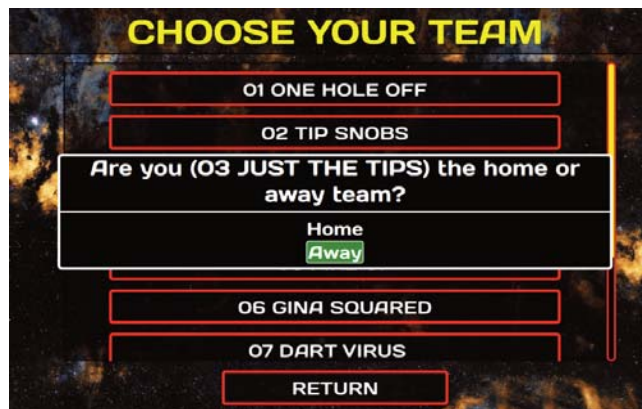 CHOOSE YOUR TEAM
01 ONE HOLE OFF
02 TIP SNOBS
Are you (03 JUST THE TIPS) the home or
away team?
Home
Away
06 GINA SQUARED
07 DART VIRUS
RETURN